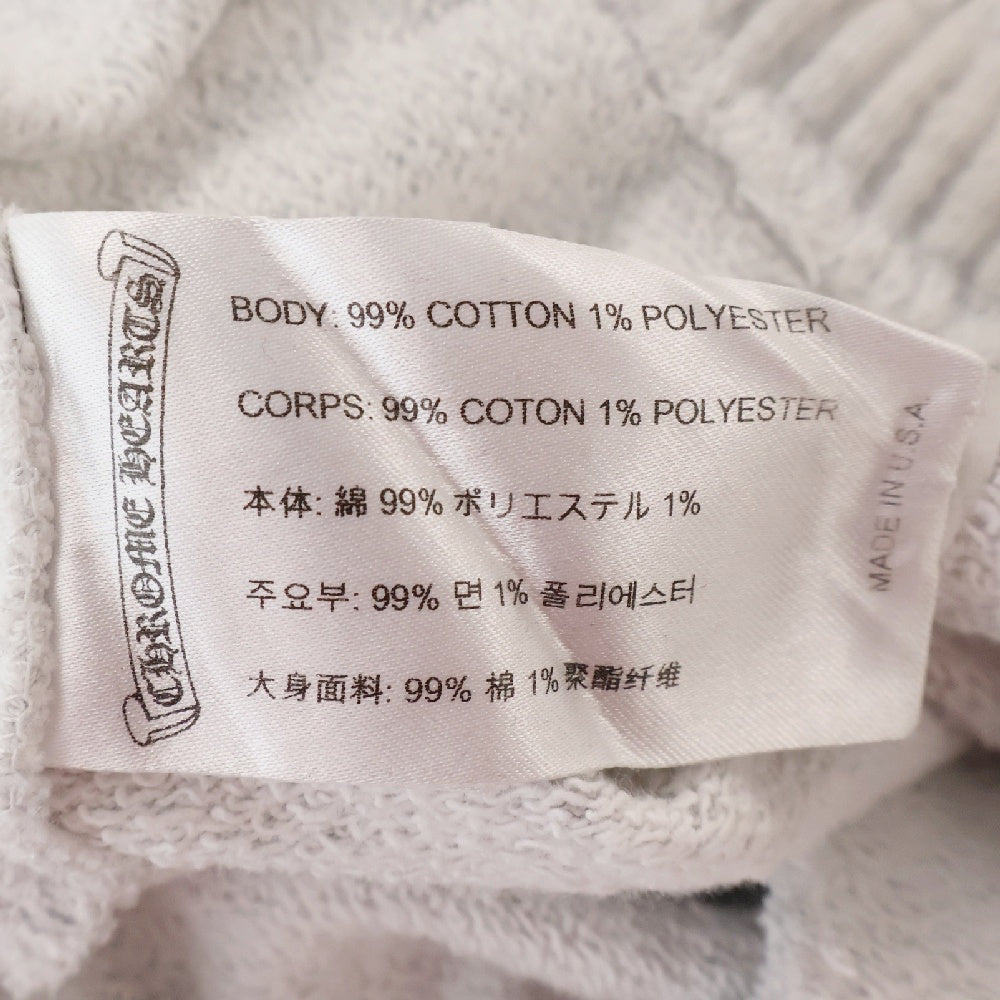 CHROME HEARTS
BODY: 99% COTTON 1% POLYESTER
CORPS: 99% COTON 1% POLYESTER
本体: 綿 99% ポリエステル 1%
주요부: 99% 면 1% 폴리에스터
大身面料: 99% 棉 1%聚酯纤维
MADE IN U.S.A.